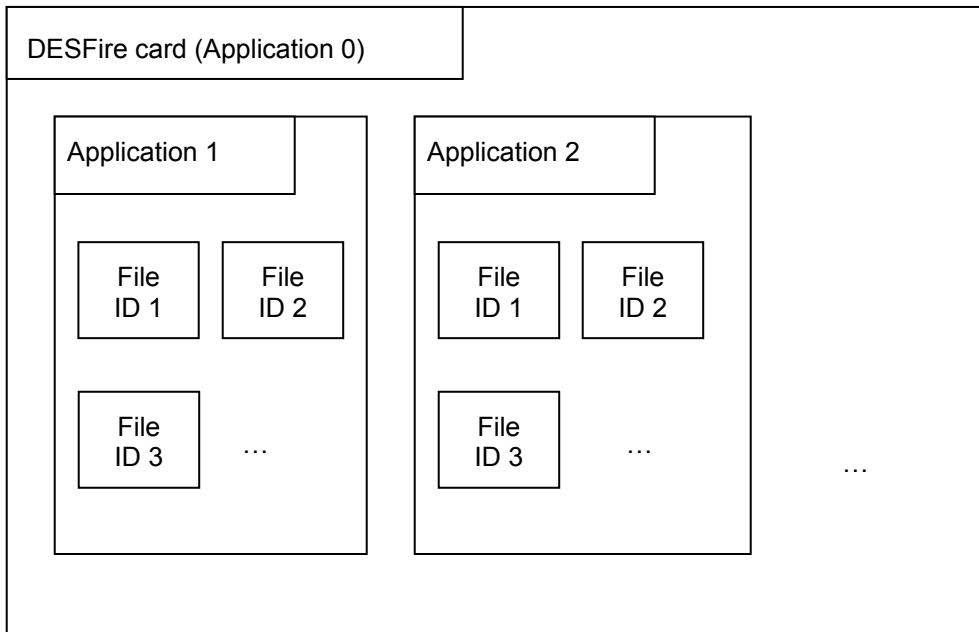 DESFire card (Application 0)
Application 1
File
ID 1
File
ID 2
File
ID 3
…
Application 2
File
ID 1
File
ID 2
File
ID 3
…
…